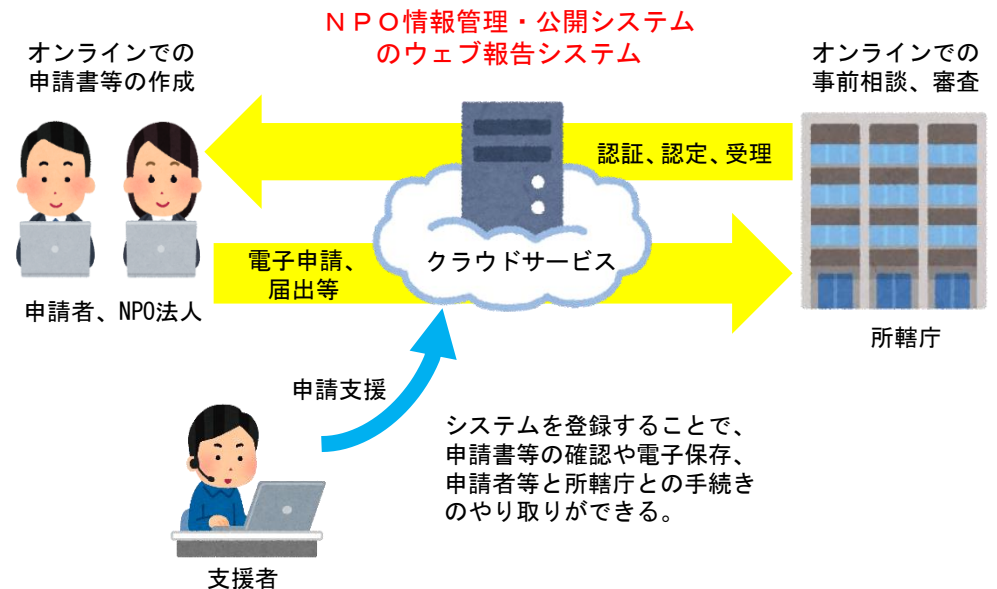 ＮＰＯ情報管理・公開システム
のウェブ報告システム
オンラインでの
申請書等の作成
オンラインでの
事前相談、審査
認証、認定、受理
クラウドサービス
電子申請、
届出等
申請者、NPO法人
所轄庁
申請支援
システムを登録することで、
申請書等の確認や電子保存、
申請者等と所轄庁との手続き
のやり取りができる。
支援者